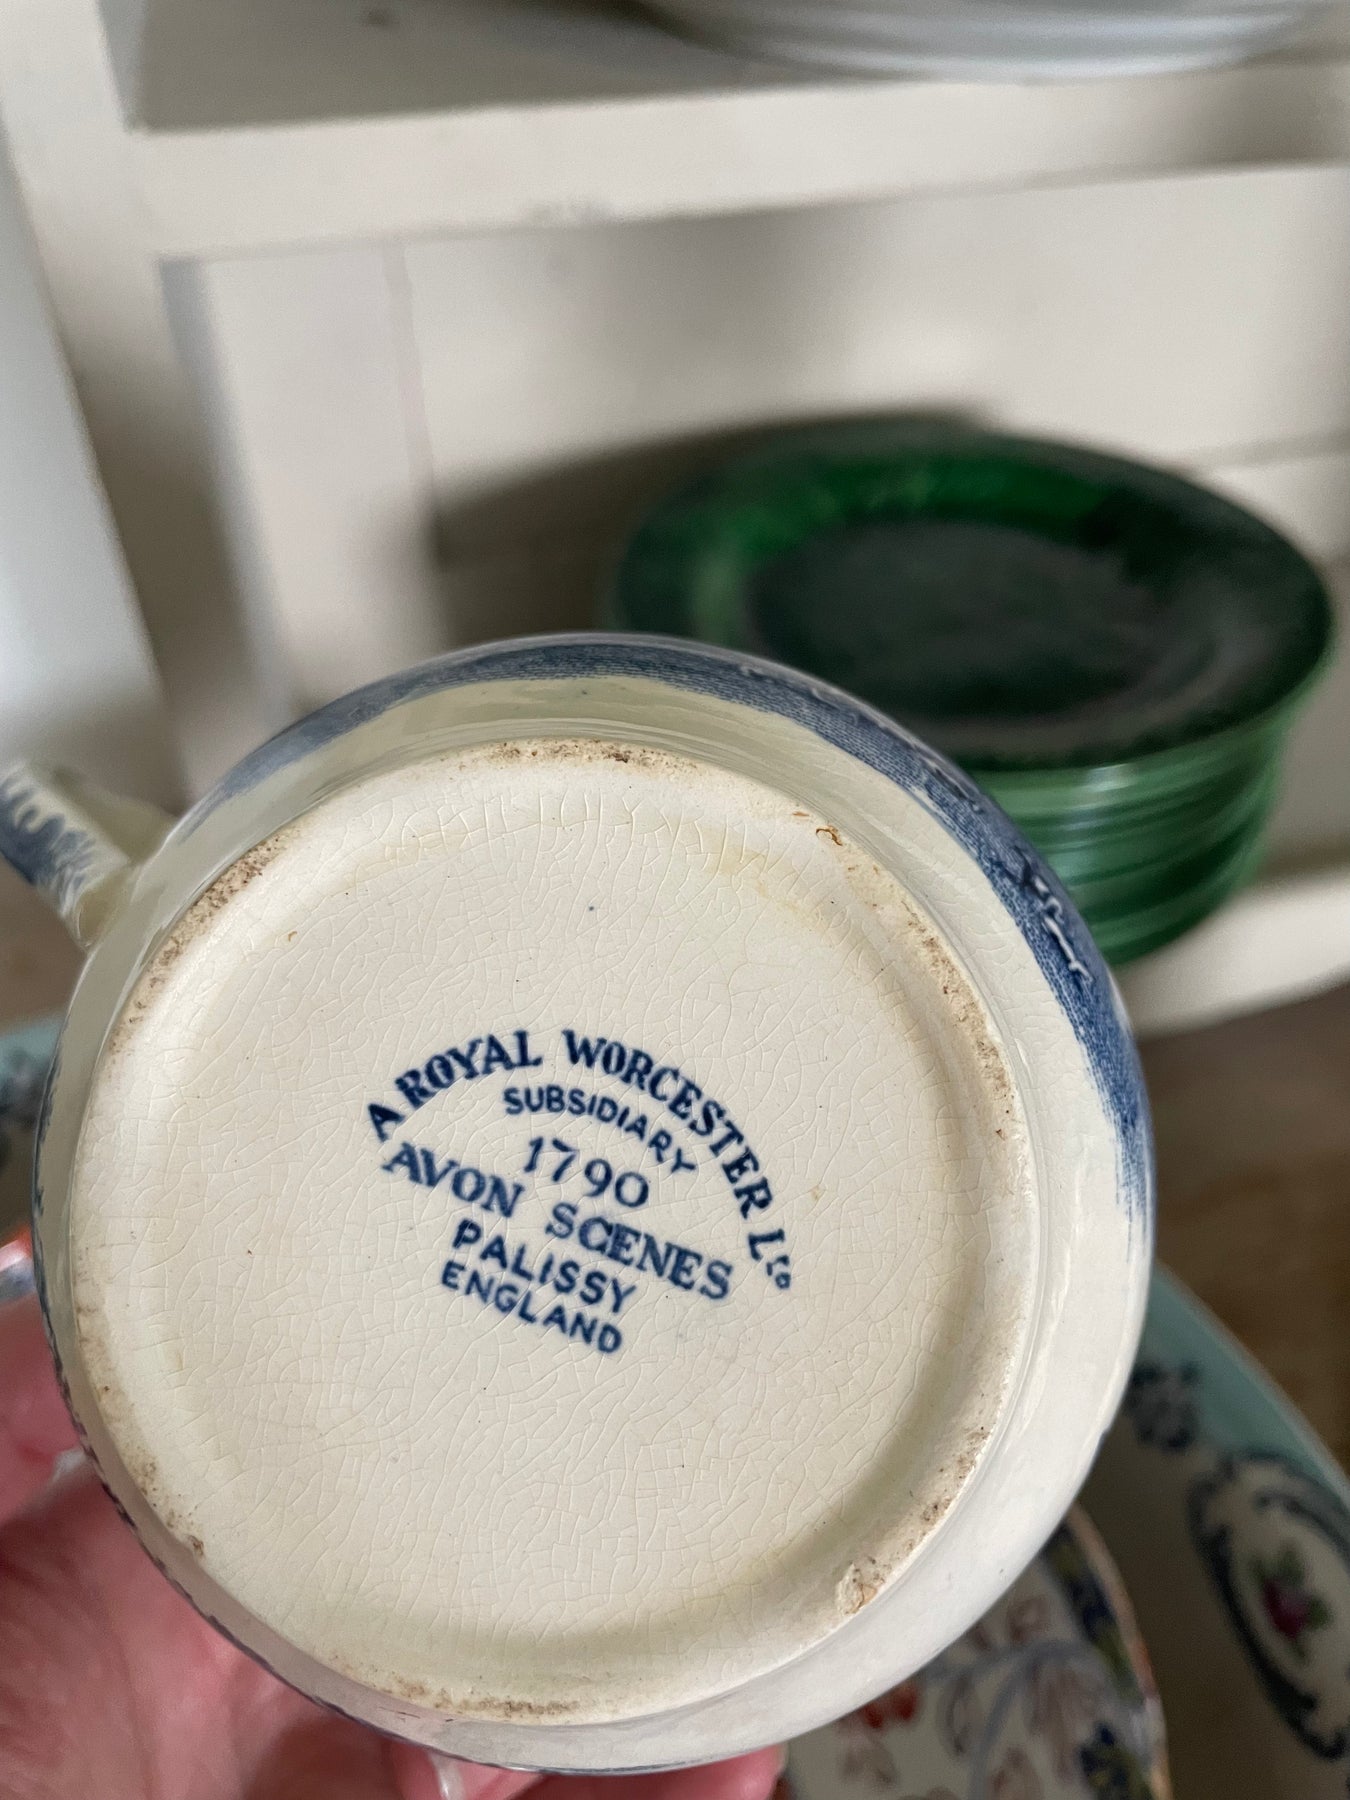 A ROYAL WORCESTER Lᵀᴰ
SUBSIDIARY
1790
AVON SCENES
PALISSY
ENGLAND